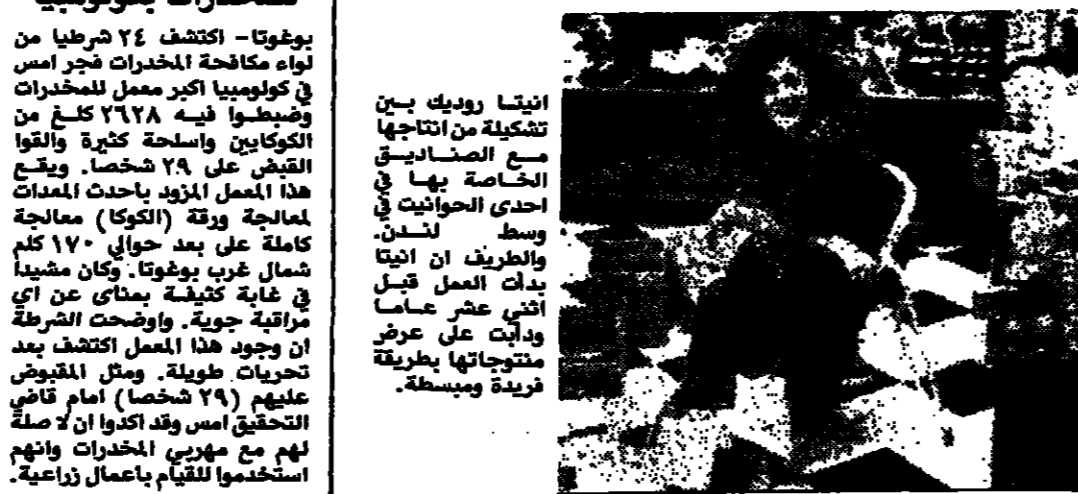 للمخدرات بكولومبيا
انيتا روديك بين
تشكيلة من انتاجها
مع الصناديق
الخاصة بها في
احدى الحوانيت في
وسط لندن.
والطريف ان انيتا
بدأت العمل قبل
اثني عشر عاما
ودأبت على عرض
منتوجاتها بطريقة
فريدة ومبسطة.
بوغوتا- اكتشف ٢٤ شرطيا من
لواء مكافحة المخدرات فجر امس
في كولومبيا اكبر معمل للمخدرات
وضبطوا فيه ٢٦٢٨ كلغ من
الكوكايين واسلحة كثيرة والقوا
القبض على ٢٩ شخصا. ويقع
هذا المعمل المزود باحدث المعدات
لمعالجة ورقة (الكوكا) معالجة
كاملة على بعد حوالي ١٧٠ كلم
شمال غرب بوغوتا. وكان مشيدا
في غابة كثيفة بمنأى عن اي
مراقبة جوية. واوضحت الشرطة
ان وجود هذا المعمل اكتشف بعد
تحريات طويلة. ومثل المقبوض
عليهم (٢٩ شخصا) امام قاضي
التحقيق امس وقد اكدوا ان لا صلة
لهم مع مهربي المخدرات وانهم
استخدموا للقيام باعمال زراعية.